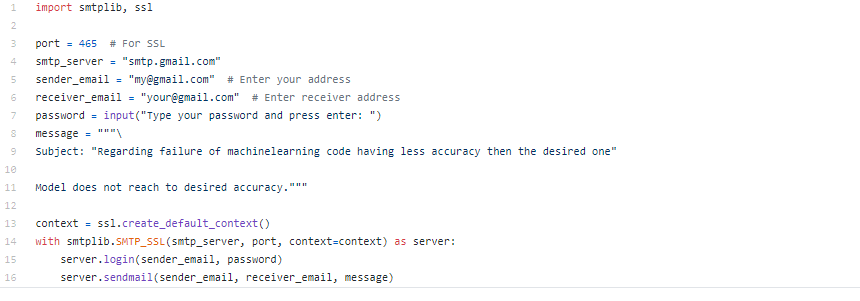 1 import smtplib, ssl
2
3 port = 465  # For SSL
4 smtp_server = "smtp.gmail.com"
5 sender_email = "my@gmail.com"  # Enter your address
6 receiver_email = "your@gmail.com"  # Enter receiver address
7 password = input("Type your password and press enter: ")
8 message = """\
9 Subject: "Regarding failure of machinelearning code having less accuracy then the desired one"
10
11 Model does not reach to desired accuracy."""
12
13 context = ssl.create_default_context()
14 with smtplib.SMTP_SSL(smtp_server, port, context=context) as server:
15     server.login(sender_email, password)
16     server.sendmail(sender_email, receiver_email, message)